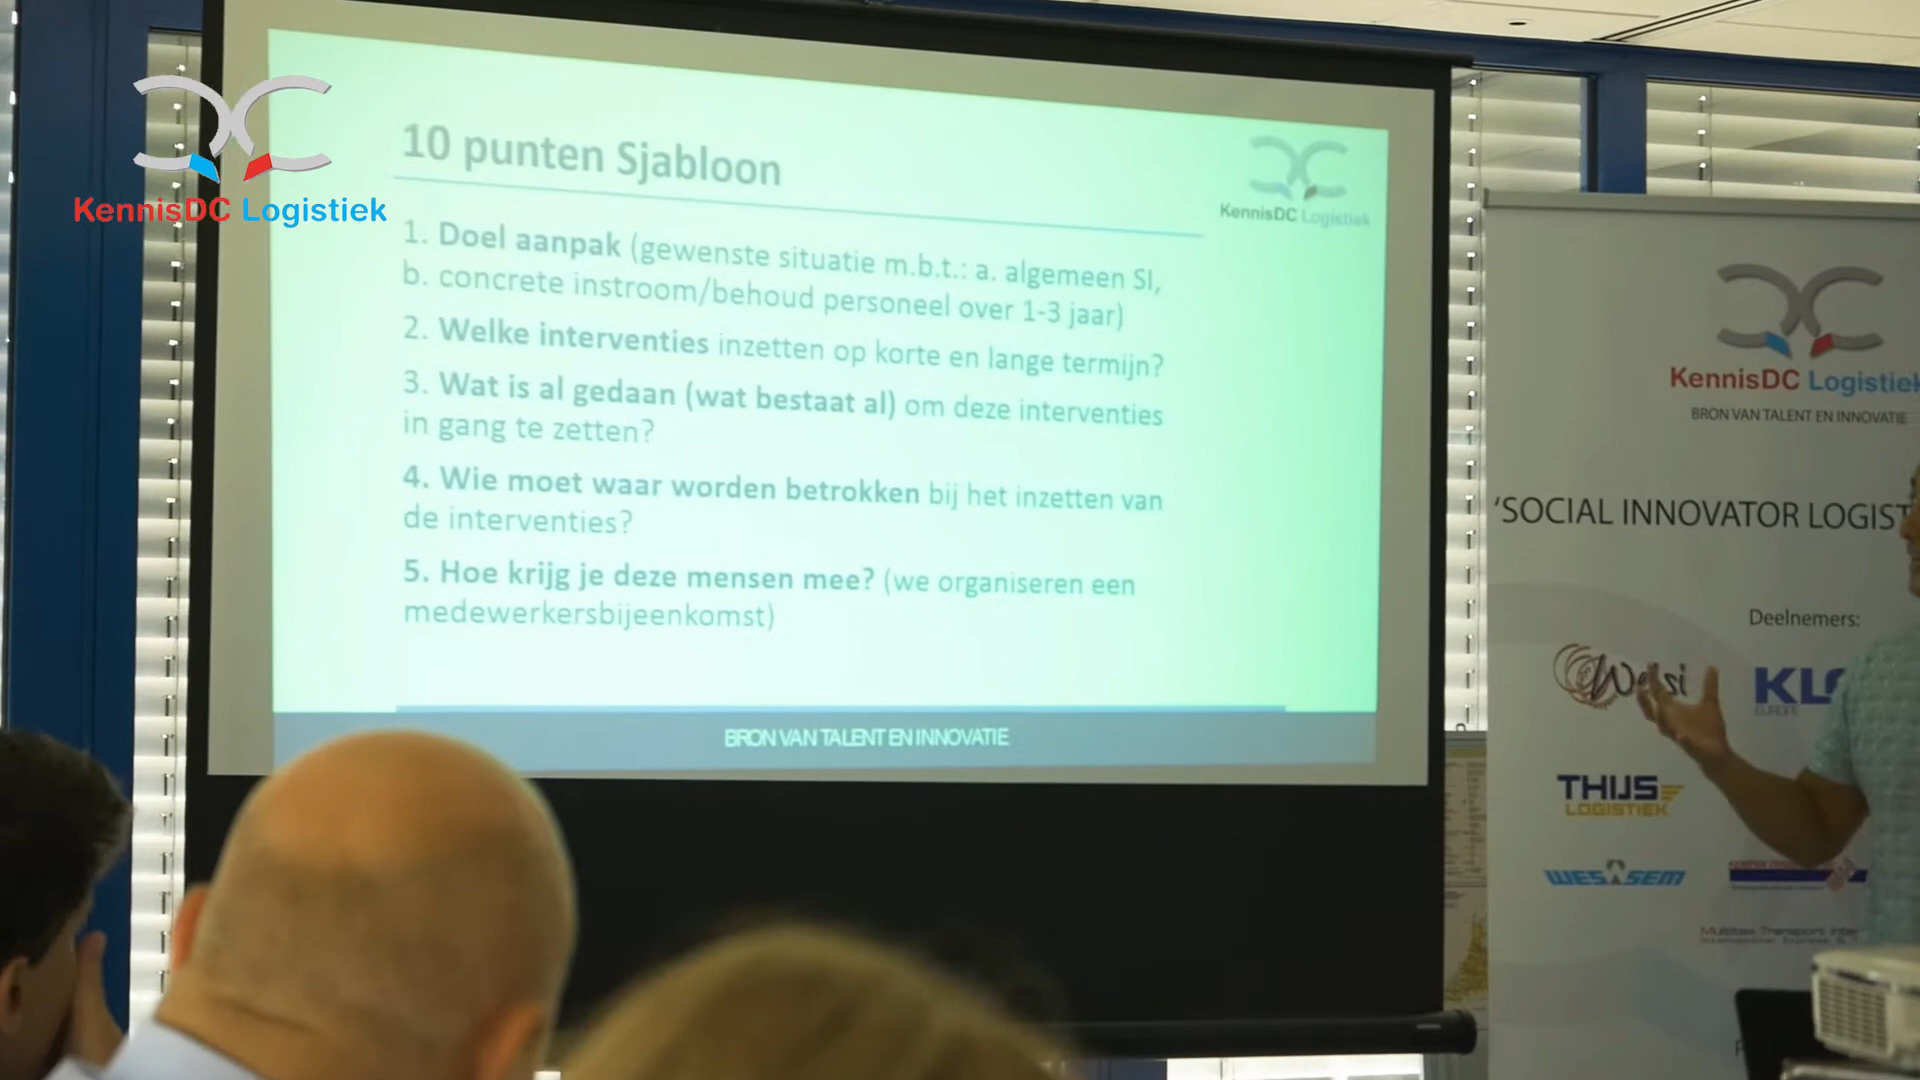 KennisDC Logistiek
10 punten Sjabloon
KennisDC Logistiek
1. Doel aanpak (gewenste situatie m.b.t.: a. algemeen SI,
b. concrete instroom/behoud personeel over 1-3 jaar)
2. Welke interventies inzetten op korte en lange termijn?
3. Wat is al gedaan (wat bestaat al) om deze interventies
in gang te zetten?
4. Wie moet waar worden betrokken bij het inzetten van
de interventies?
5. Hoe krijg je deze mensen mee? (we organiseren een
medewerkersbijeenkomst)
BRON VAN TALENT EN INNOVATIE
KennisDC Logistiek
BRON VAN TALENT EN INNOVATIE
'SOCIAL INNOVATOR LOGIST
Deelnemers:
EUROPE
THIJS
LOGISTIEK
Multitax Transport